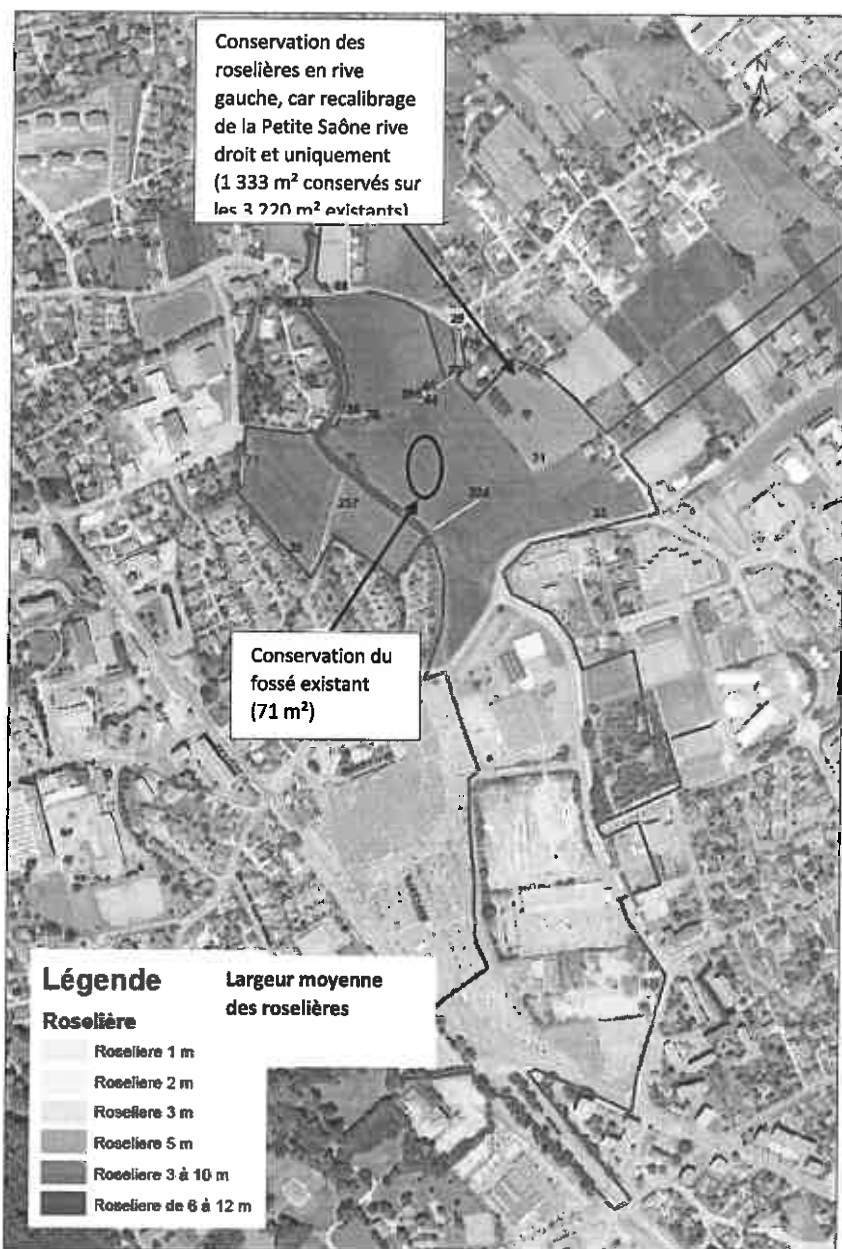 Conservation des
roselières en rive
gauche, car recalibrage
de la Petite Saône rive
droit et uniquement
(1 333 m² conservés sur
les 3 220 m² existants)
N
Conservation du
fossé existant
(71 m²)
Légende
Largeur moyenne
des roselières
Roselière
Roseliere 1 m
Roseliere 2 m
Roseliere 3 m
Roseliere 5 m
Roseliere 3 à 10 m
Roseliere de 6 à 12 m